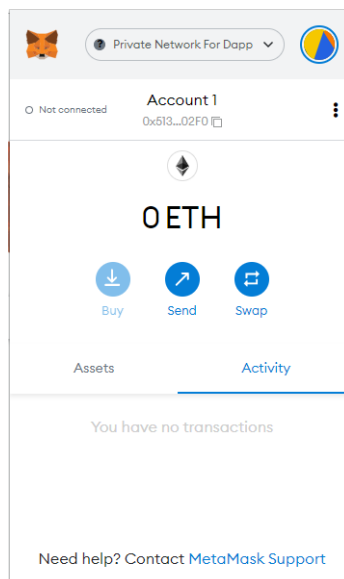 Private Network For Dapp
Not connected
Account 1
0x513...02F0
0 ETH
Buy
Send
Swap
Assets
Activity
You have no transactions
Need help? Contact MetaMask Support